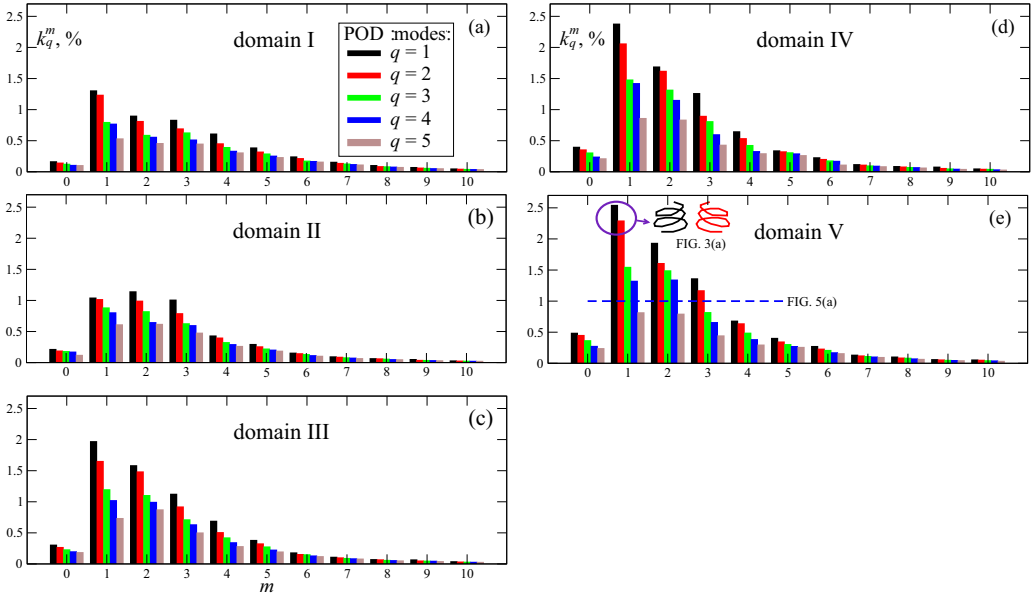 (a)
k_q^m, %
domain I
POD :modes:
q = 1
q = 2
q = 3
q = 4
q = 5
2.5
2
1.5
1
0.5
0
0 1 2 3 4 5 6 7 8 9 10
(b)
domain II
2.5
2
1.5
1
0.5
0
0 1 2 3 4 5 6 7 8 9 10
(c)
domain III
2.5
2
1.5
1
0.5
0
0 1 2 3 4 5 6 7 8 9 10
m
(d)
k_q^m, %
domain IV
2.5
2
1.5
1
0.5
0
0 1 2 3 4 5 6 7 8 9 10
(e)
domain V
FIG. 3(a)
FIG. 5(a)
2.5
2
1.5
1
0.5
0
0 1 2 3 4 5 6 7 8 9 10